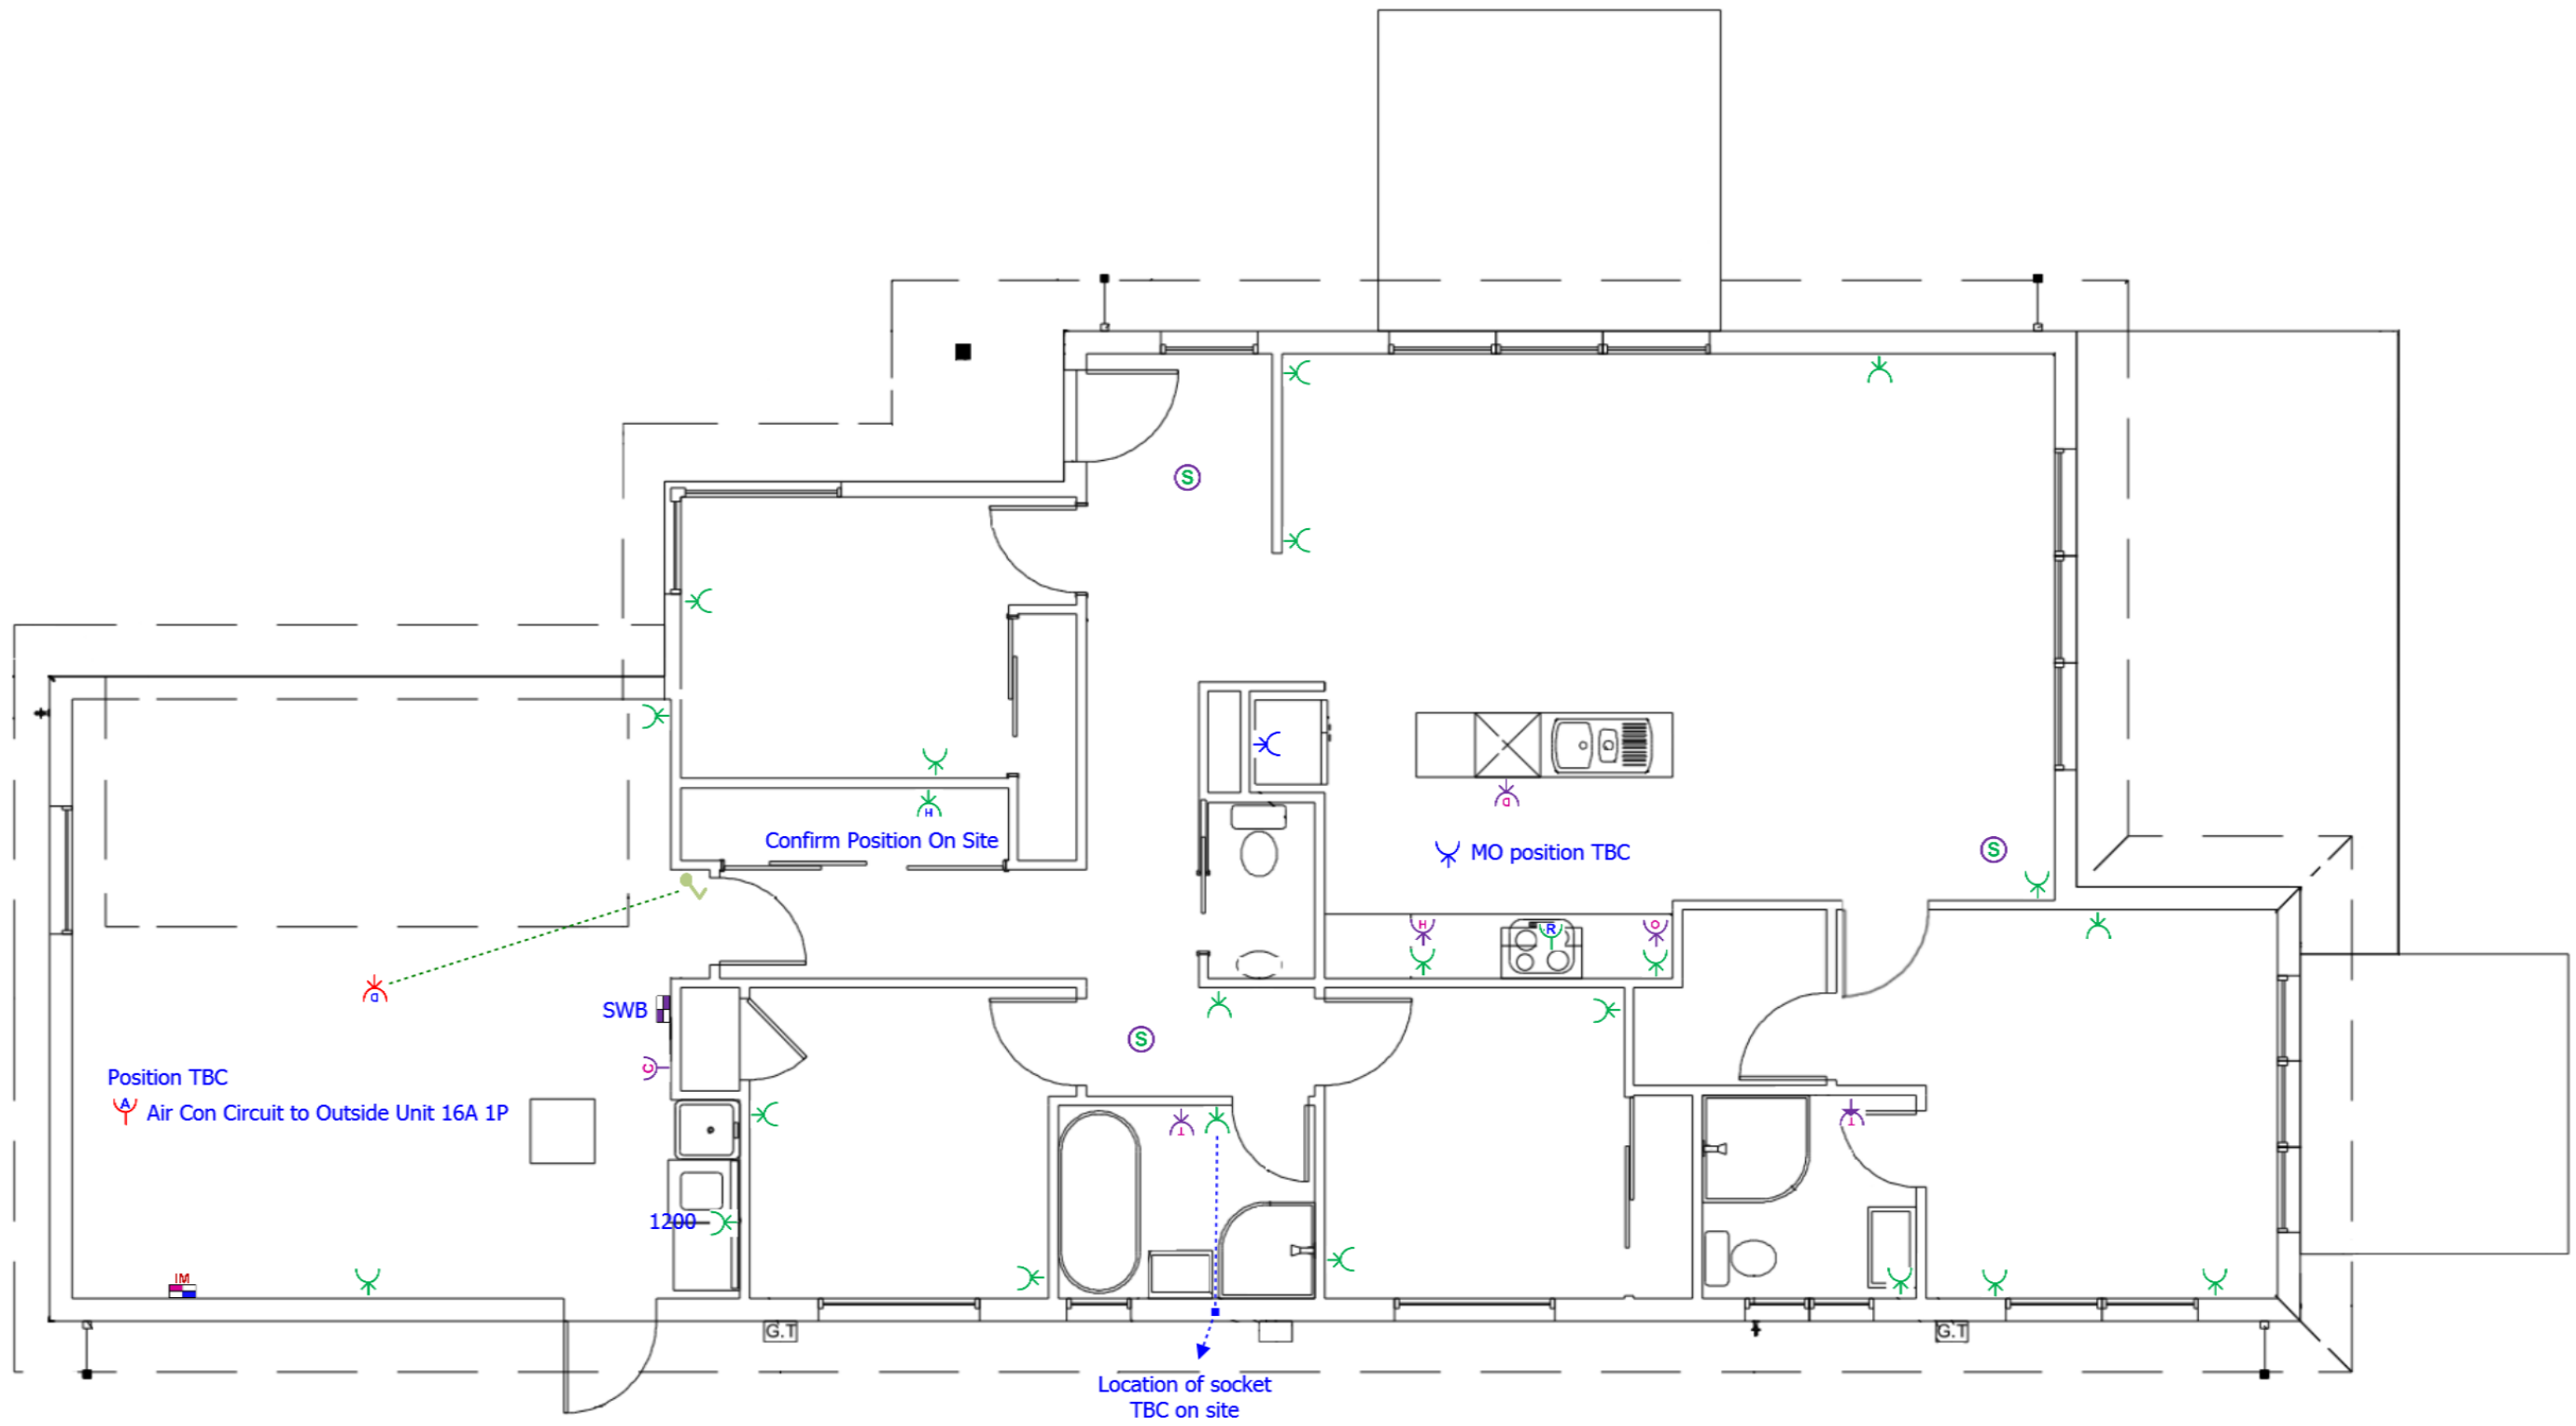 S
H
Confirm Position On Site
D
MO position TBC
S
H
R
O
D
SWB
S
C
Position TBC
A
Air Con Circuit to Outside Unit 16A 1P
T
T
1200
IM
G.T
G.T
Location of socket
TBC on site